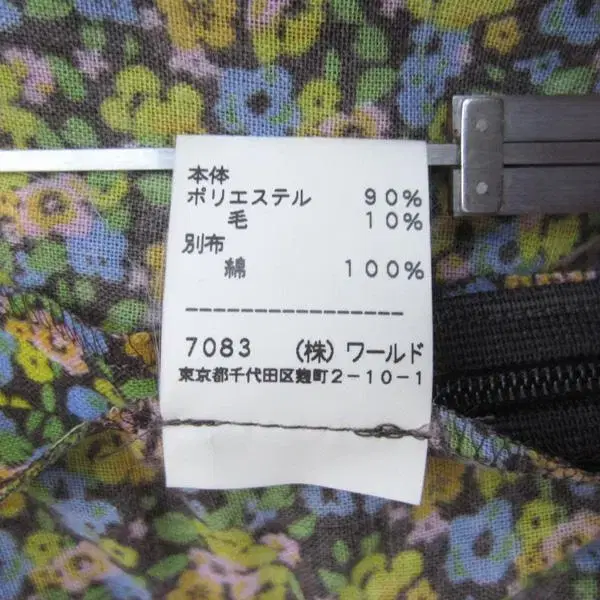 本体
ポリエステル 90%
毛 10%
別布
綿 100%
------------------
7083 (株)ワールド
東京都千代田区麹町2-10-1